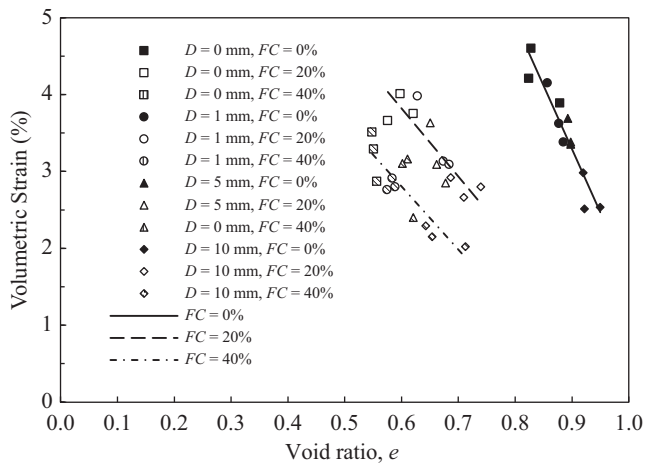 5
4
3
2
1
0
Volumetric Strain (%)
D = 0 mm, FC = 0%
D = 0 mm, FC = 20%
D = 0 mm, FC = 40%
D = 1 mm, FC = 0%
D = 1 mm, FC = 20%
D = 1 mm, FC = 40%
D = 5 mm, FC = 0%
D = 5 mm, FC = 20%
D = 0 mm, FC = 40%
D = 10 mm, FC = 0%
D = 10 mm, FC = 20%
D = 10 mm, FC = 40%
FC = 0%
FC = 20%
FC = 40%
0.0 0.1 0.2 0.3 0.4 0.5 0.6 0.7 0.8 0.9 1.0
Void ratio, e